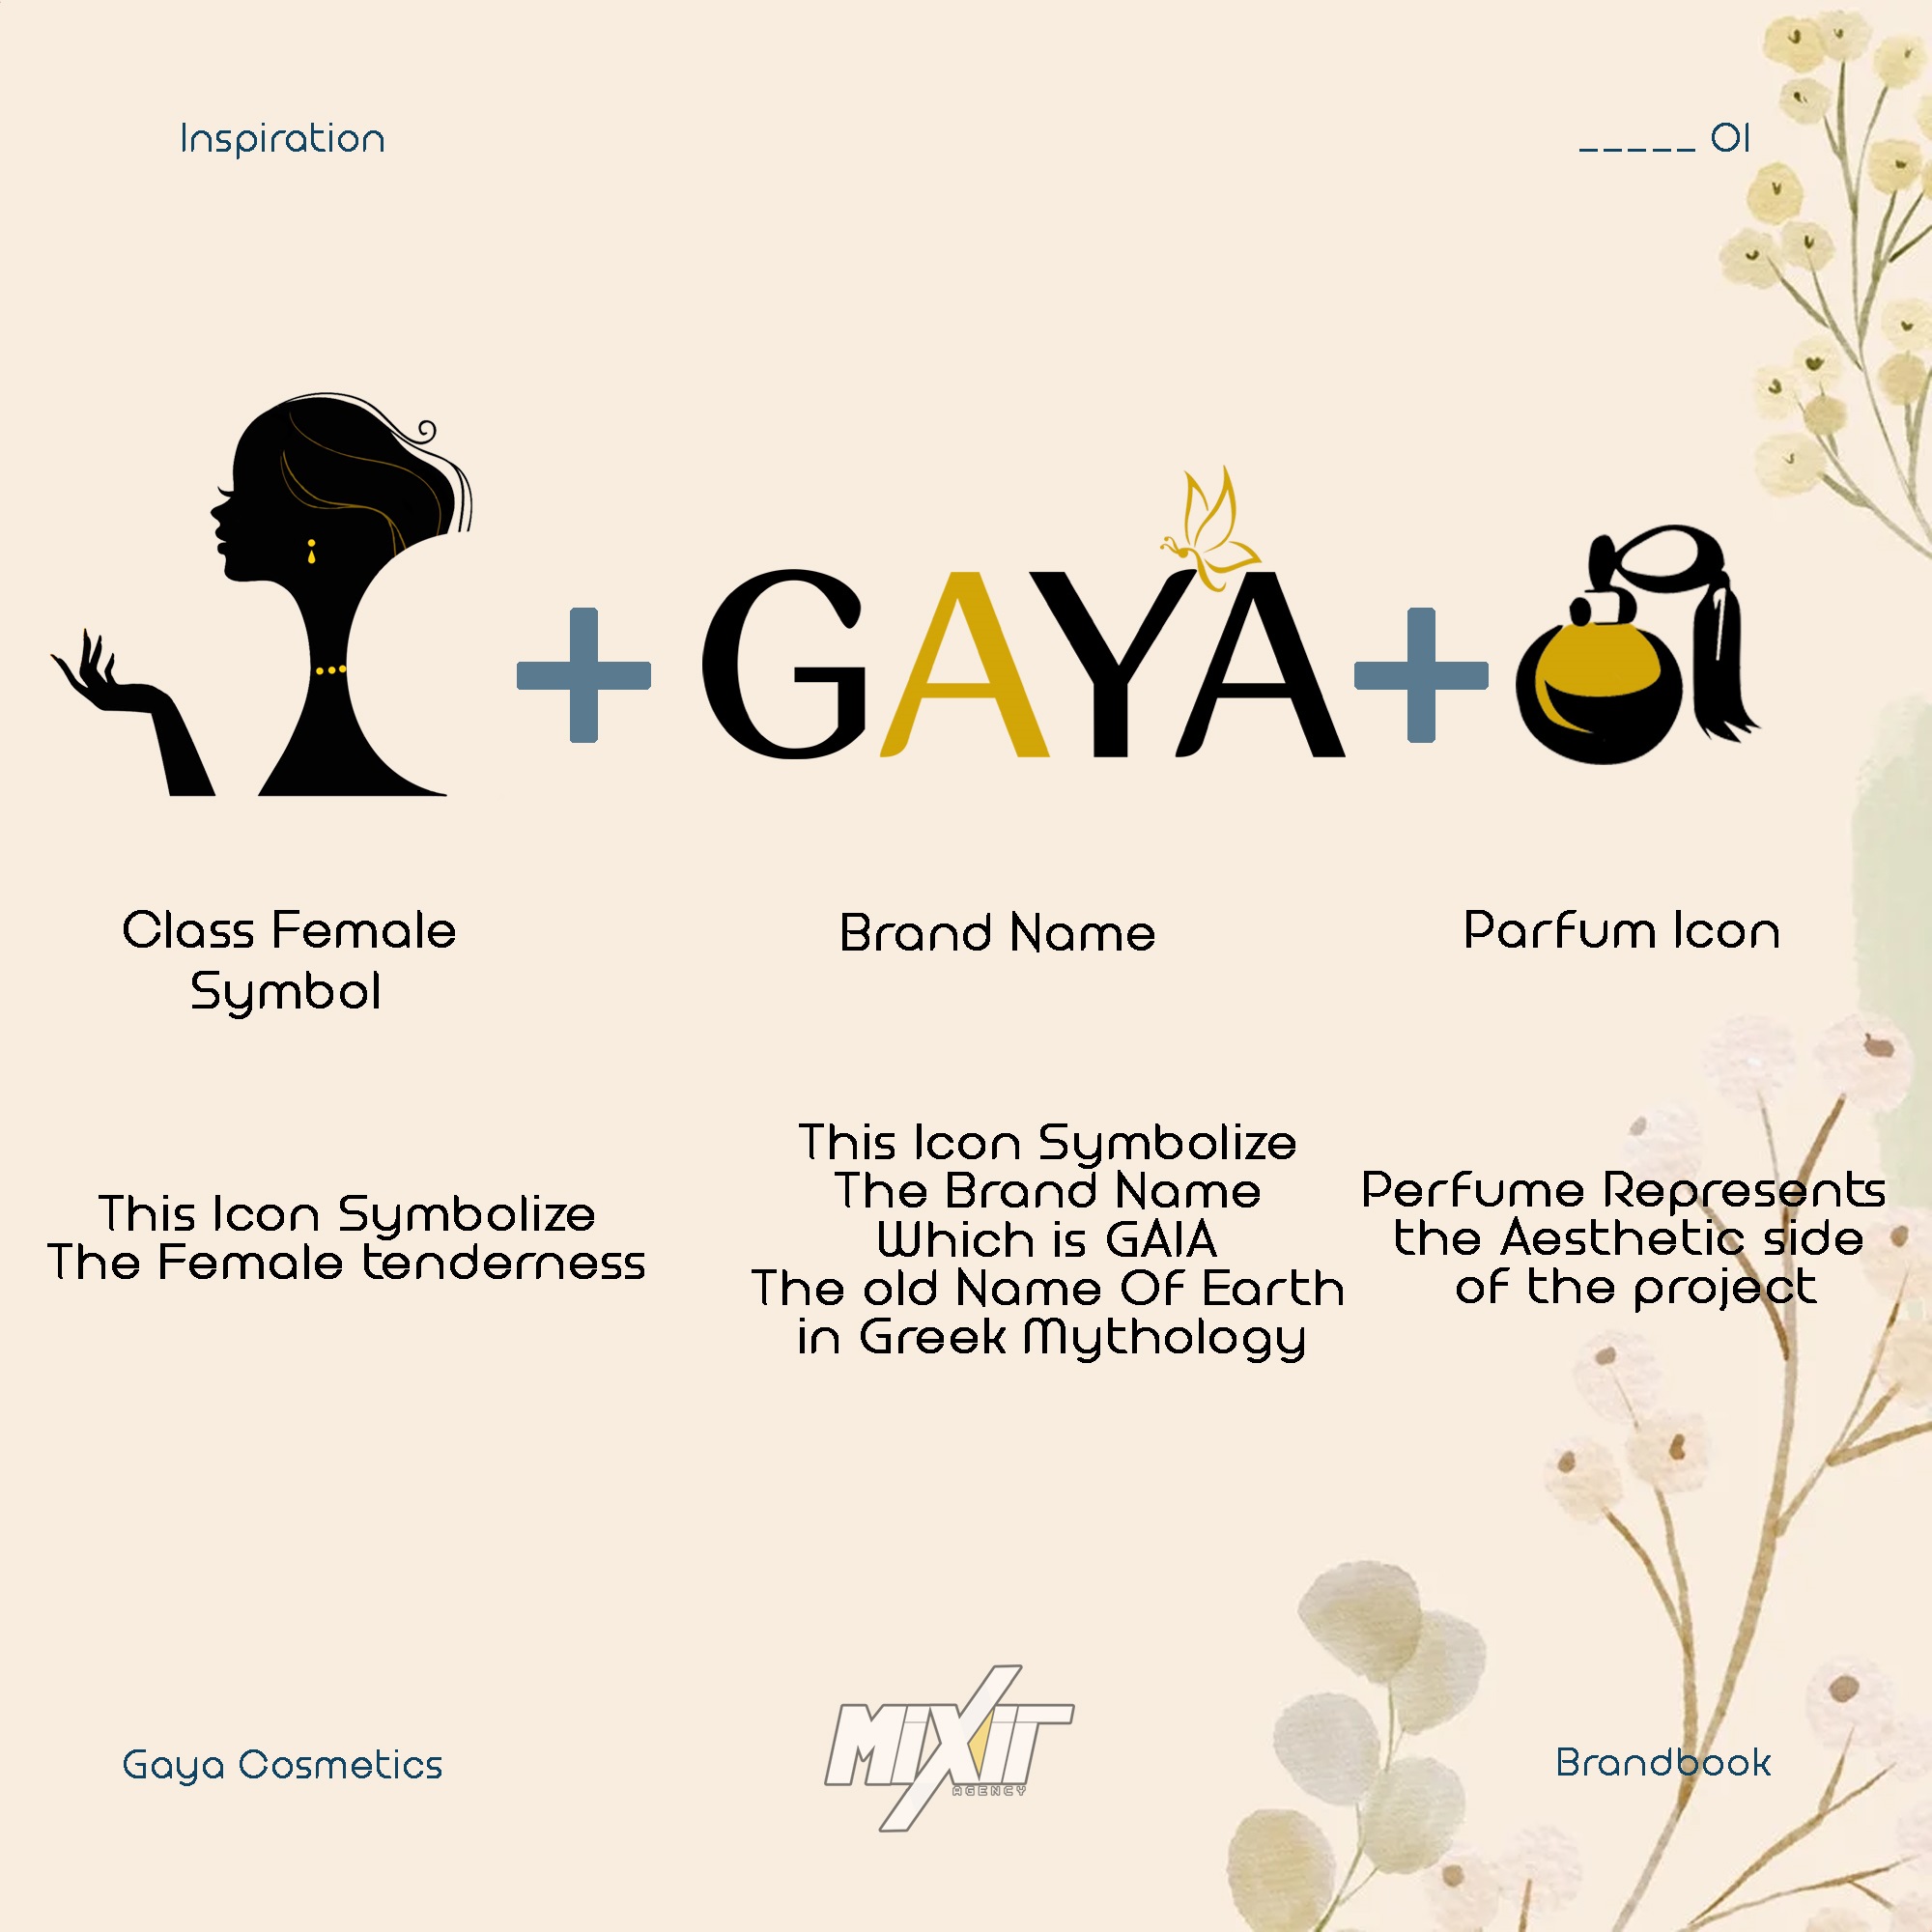 Inspiration
_____ 01
GAYA
Class Female
Symbol
Brand Name
Parfum Icon
This Icon Symbolize
The Female tenderness
This Icon Symbolize
The Brand Name
Which is GAIA
The old Name Of Earth
in Greek Mythology
Perfume Represents
the Aesthetic side
of the project
Gaya Cosmetics
MIXIT
AGENCY
Brandbook